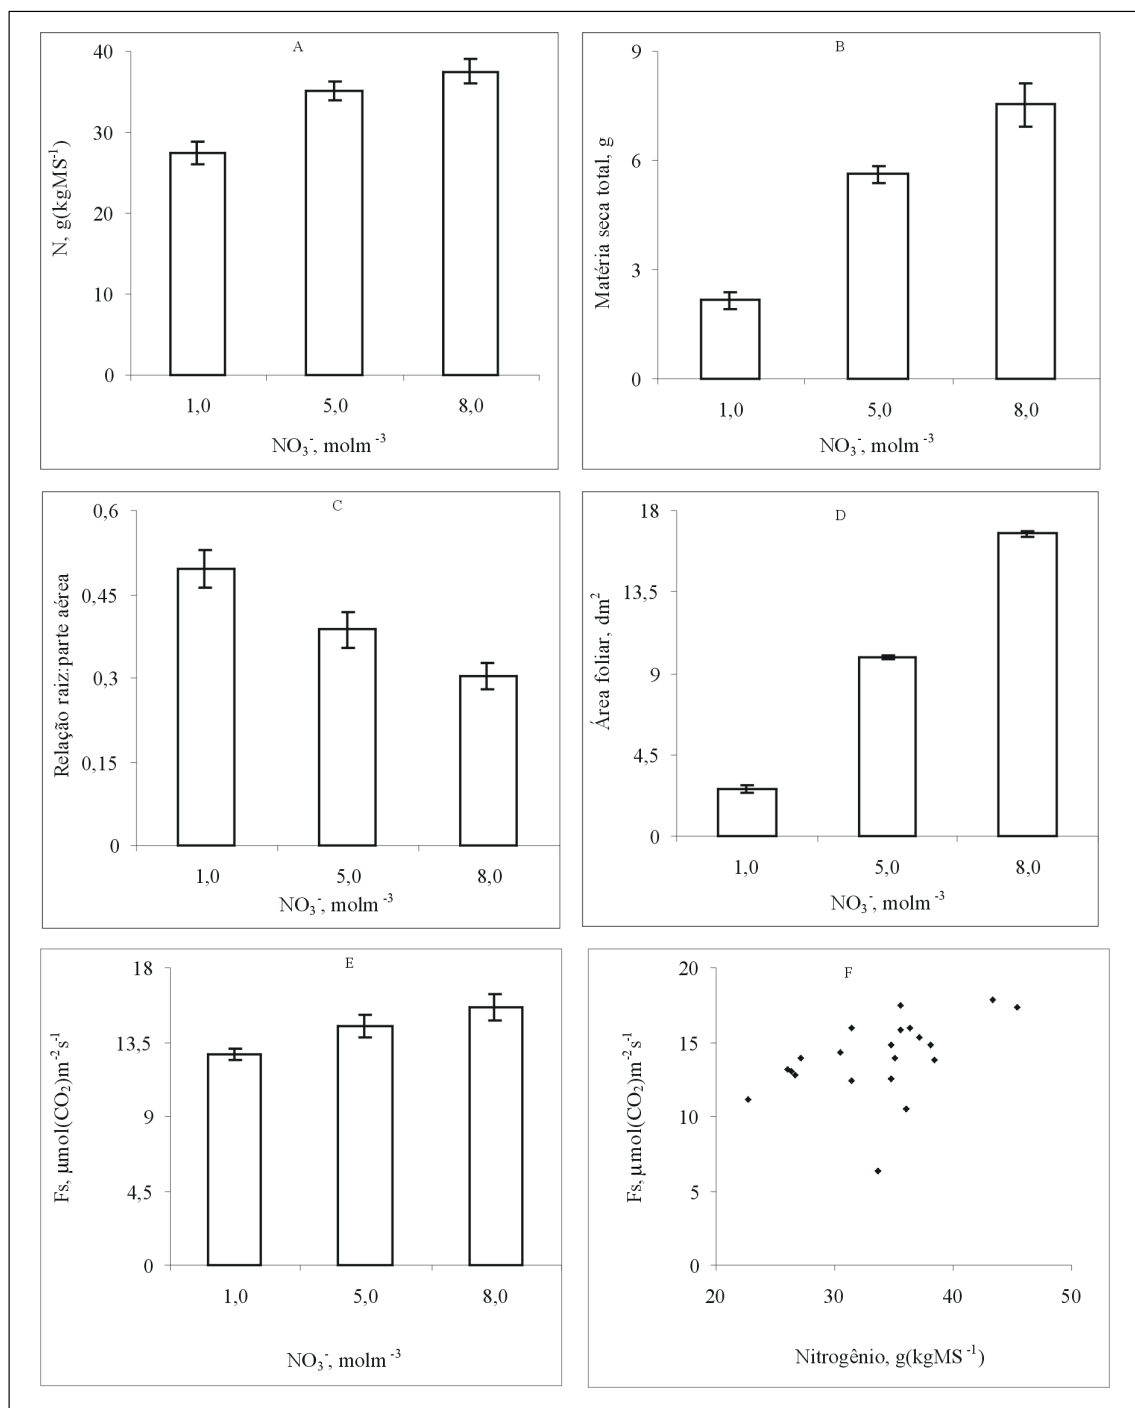 A
N, g(kgMS⁻¹)
40
30
20
10
0
1,0 5,0 8,0
NO₃⁻, molm⁻³
B
Matéria seca total, g
9
6
3
0
1,0 5,0 8,0
NO₃⁻, molm⁻³
C
Relação raiz:parte aérea
0,6
0,45
0,3
0,15
0
1,0 5,0 8,0
NO₃⁻, molm⁻³
D
Área foliar, dm²
18
13,5
9
4,5
0
1,0 5,0 8,0
NO₃⁻, molm⁻³
E
Fs, µmol(CO₂)m⁻²s⁻¹
18
13,5
9
4,5
0
1,0 5,0 8,0
NO₃⁻, molm⁻³
F
Fs, µmol(CO₂)m⁻²s⁻¹
20
15
10
5
0
20 30 40 50
Nitrogênio, g(kgMS⁻¹)